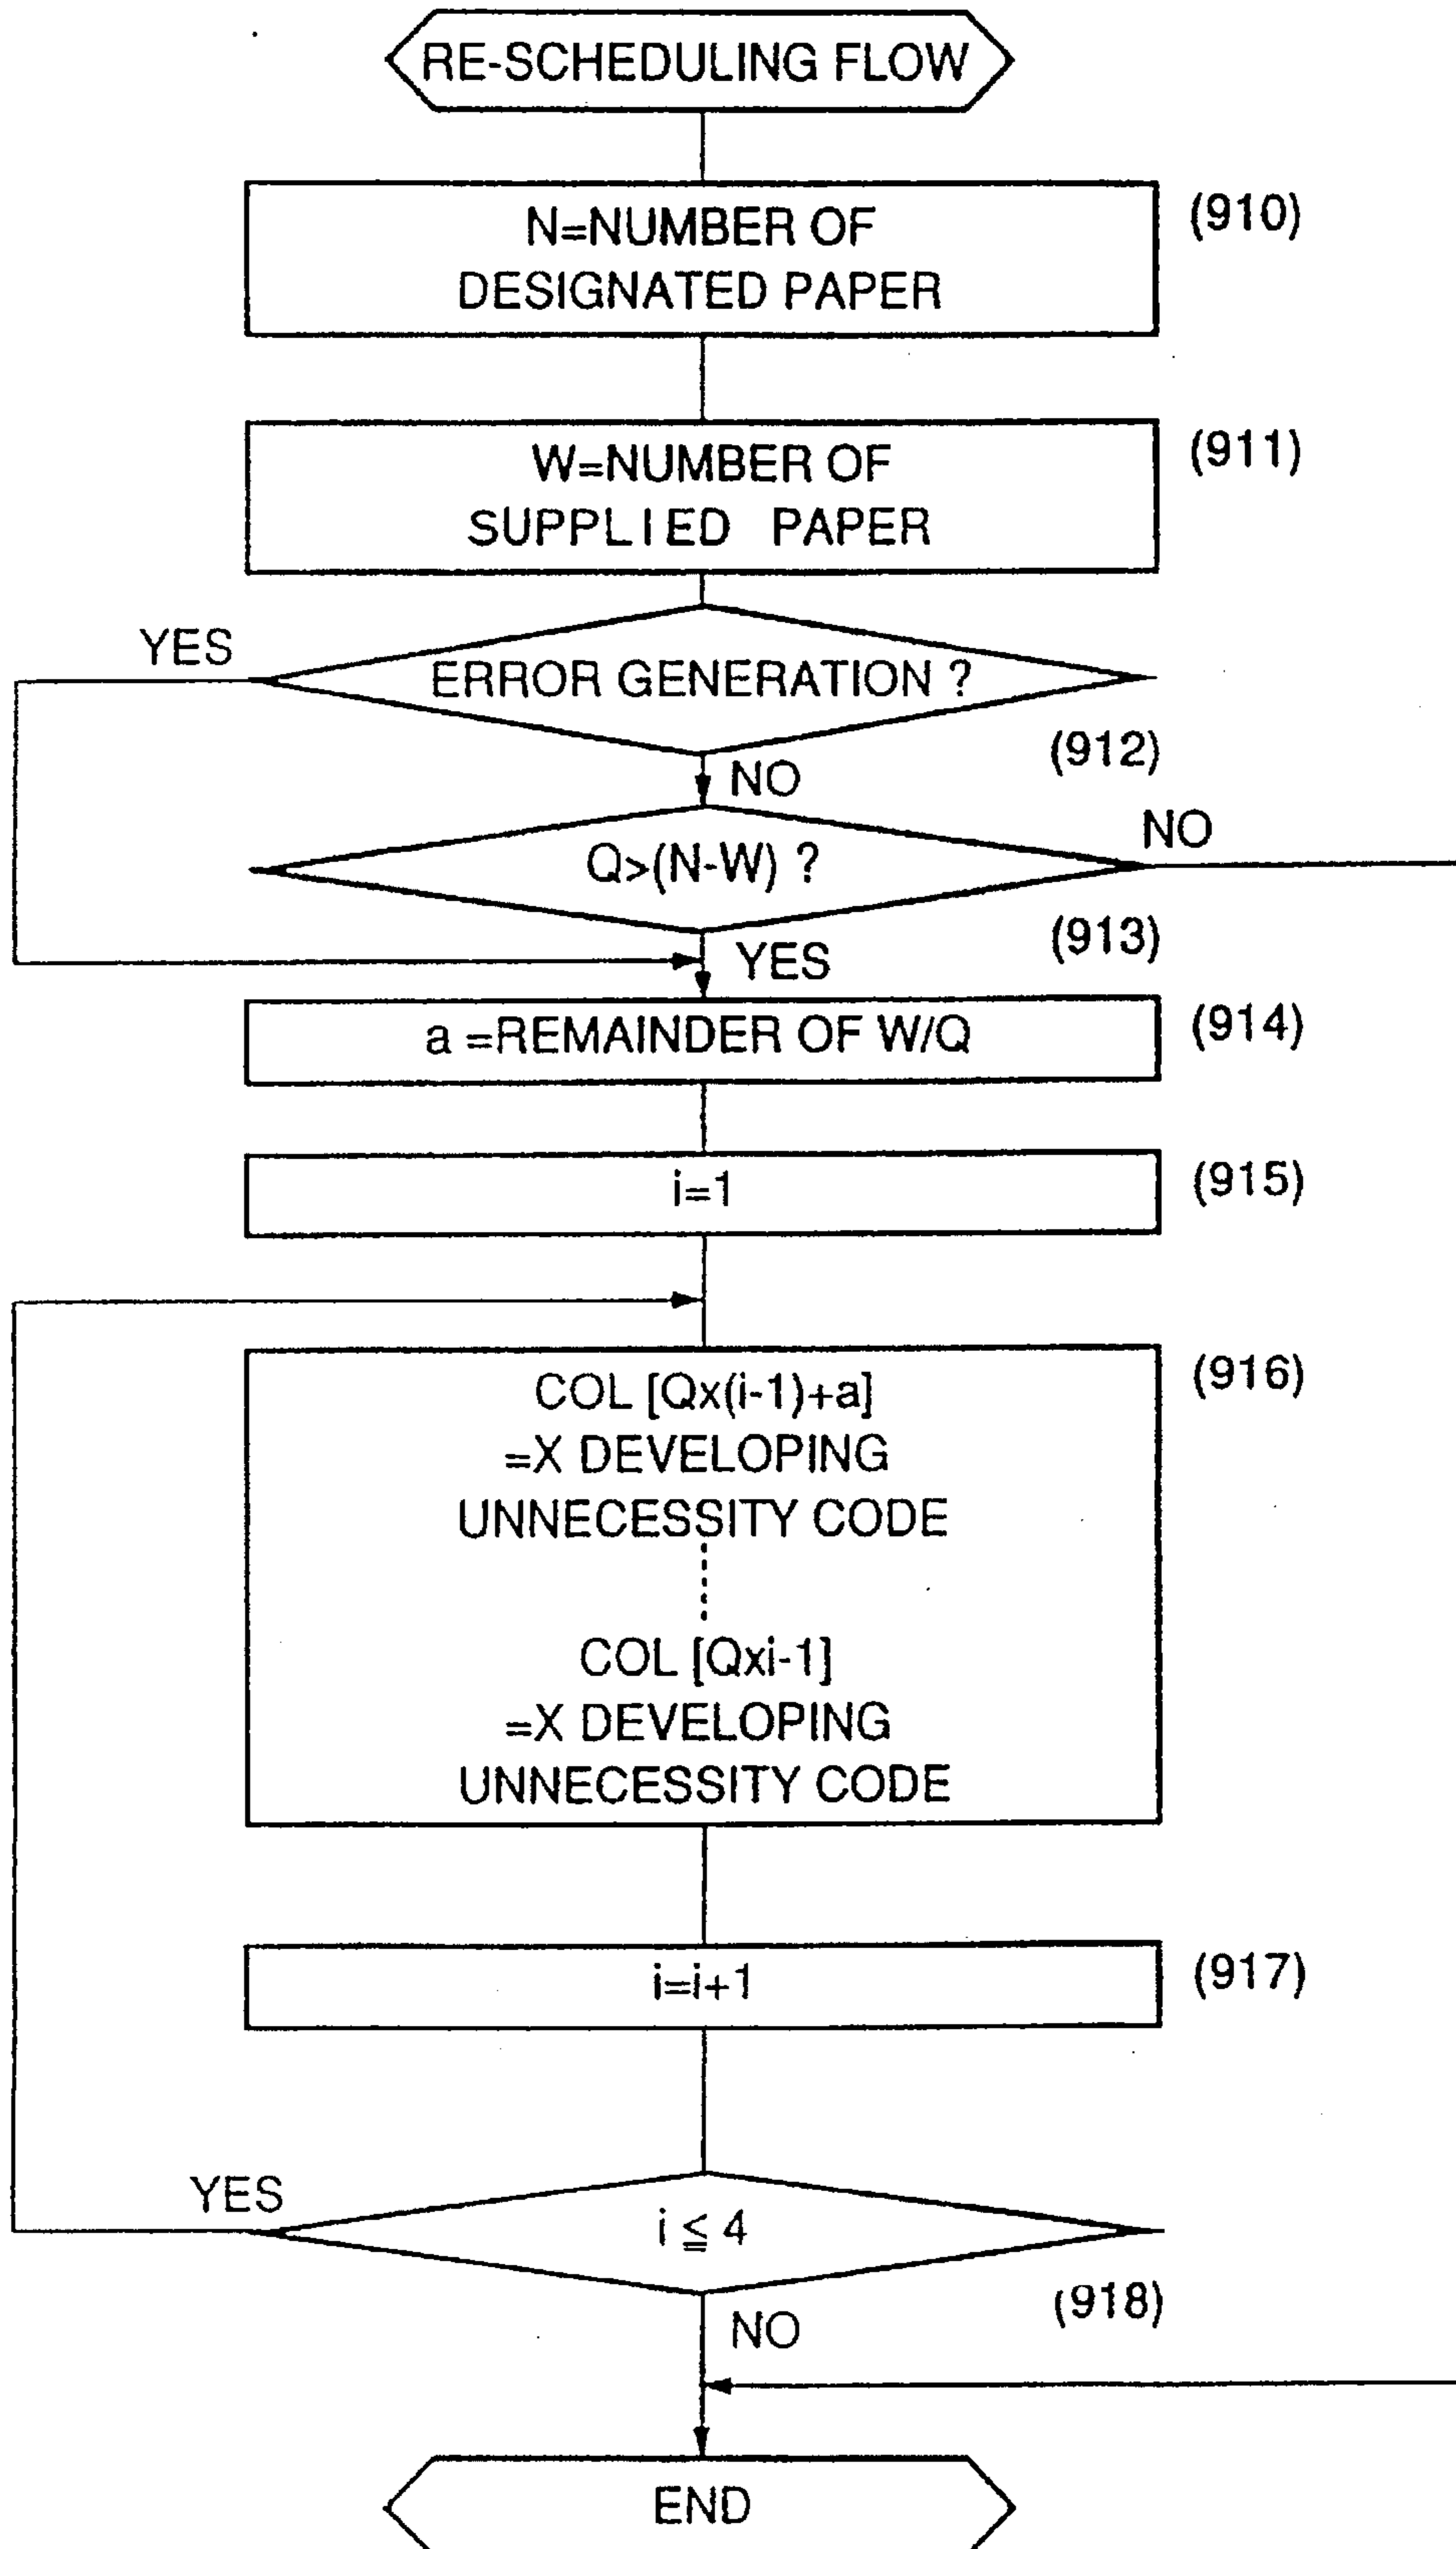 RE-SCHEDULING FLOW
N=NUMBER OF
DESIGNATED PAPER
(910)
W=NUMBER OF
SUPPLIED PAPER
(911)
YES
ERROR GENERATION ?
(912)
NO
Q>(N-W) ?
NO
(913)
YES
a =REMAINDER OF W/Q
(914)
i=1
(915)
COL [Qx(i-1)+a]
=X DEVELOPING
UNNECESSITY CODE
COL [Qxi-1]
=X DEVELOPING
UNNECESSITY CODE
(916)
i=i+1
(917)
YES
i ≦ 4
(918)
NO
END